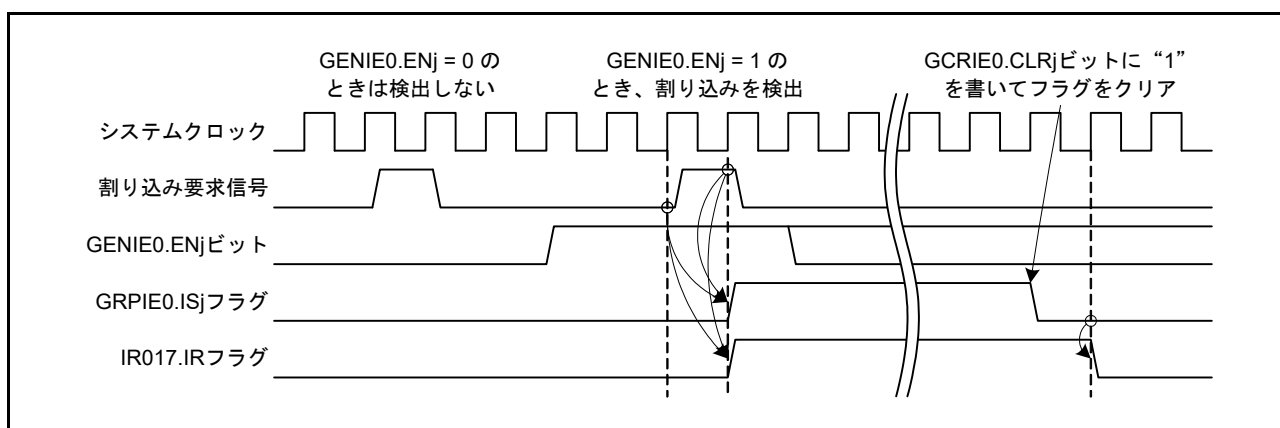 GENIE0.ENj = 0 の
ときは検出しない
GENIE0.ENj = 1 の
とき、割り込みを検出
GCRIE0.CLRjビットに “1”
を書いてフラグをクリア
システムクロック
割り込み要求信号
GENIE0.ENjビット
GRPIE0.ISjフラグ
IR017.IRフラグ